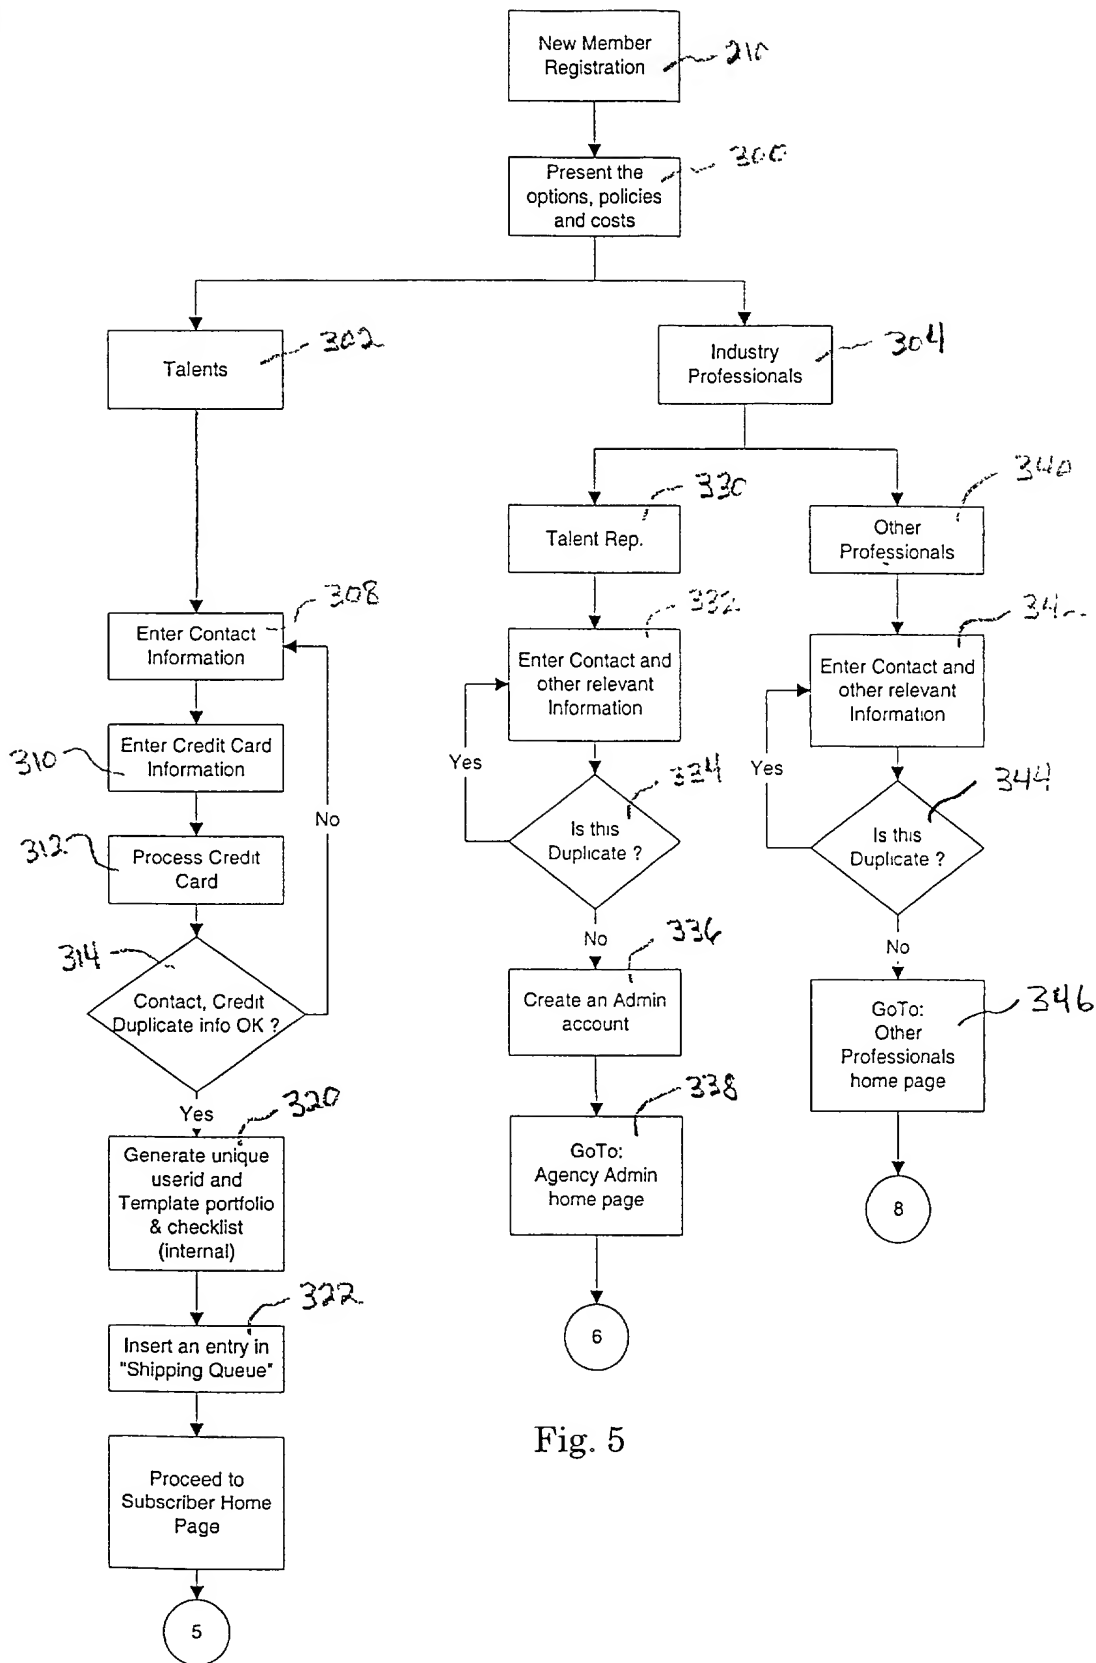 New Member
Registration
210
Present the
options, policies
and costs
300
Talents
302
Industry
Professionals
304
Talent Rep.
330
Other
Professionals
340
Enter Contact
Information
308
Enter Contact and
other relevant
Information
332
Enter Contact and
other relevant
Information
Enter Credit Card
Information
310
Yes
Yes
No
Process Credit
Card
312
Is this
Duplicate ?
334
Is this
Duplicate ?
344
No
No
Contact, Credit
Duplicate info OK ?
314
Create an Admin
account
336
GoTo:
Other
Professionals
home page
346
Yes
Generate unique
userid and
Template portfolio
& checklist
(internal)
320
GoTo:
Agency Admin
home page
338
8
Insert an entry in
"Shipping Queue"
322
6
Proceed to
Subscriber Home
Page
5
Fig. 5